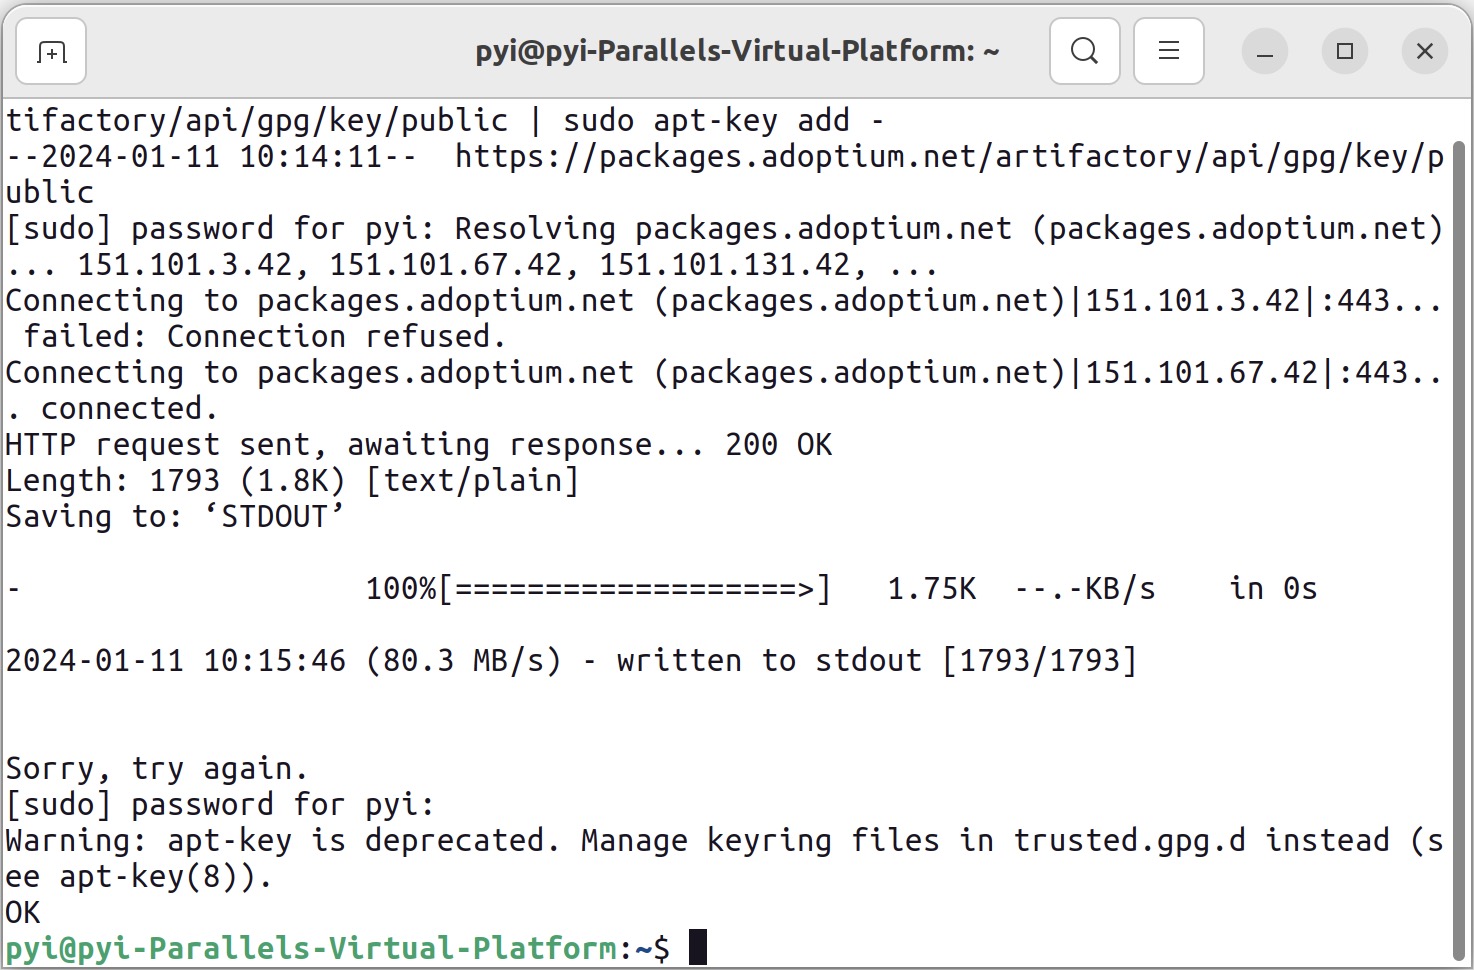 pyi@pyi-Parallels-Virtual-Platform: ~
tifactory/api/gpg/key/public | sudo apt-key add -
--2024-01-11 10:14:11--  https://packages.adoptium.net/artifactory/api/gpg/key/p
ublic
[sudo] password for pyi: Resolving packages.adoptium.net (packages.adoptium.net)
... 151.101.3.42, 151.101.67.42, 151.101.131.42, ...
Connecting to packages.adoptium.net (packages.adoptium.net)|151.101.3.42|:443...
 failed: Connection refused.
Connecting to packages.adoptium.net (packages.adoptium.net)|151.101.67.42|:443..
. connected.
HTTP request sent, awaiting response... 200 OK
Length: 1793 (1.8K) [text/plain]
Saving to: ‘STDOUT’
-                   100%[===================>]   1.75K  --.-KB/s    in 0s
2024-01-11 10:15:46 (80.3 MB/s) - written to stdout [1793/1793]
Sorry, try again.
[sudo] password for pyi:
Warning: apt-key is deprecated. Manage keyring files in trusted.gpg.d instead (s
ee apt-key(8)).
OK
pyi@pyi-Parallels-Virtual-Platform:~$